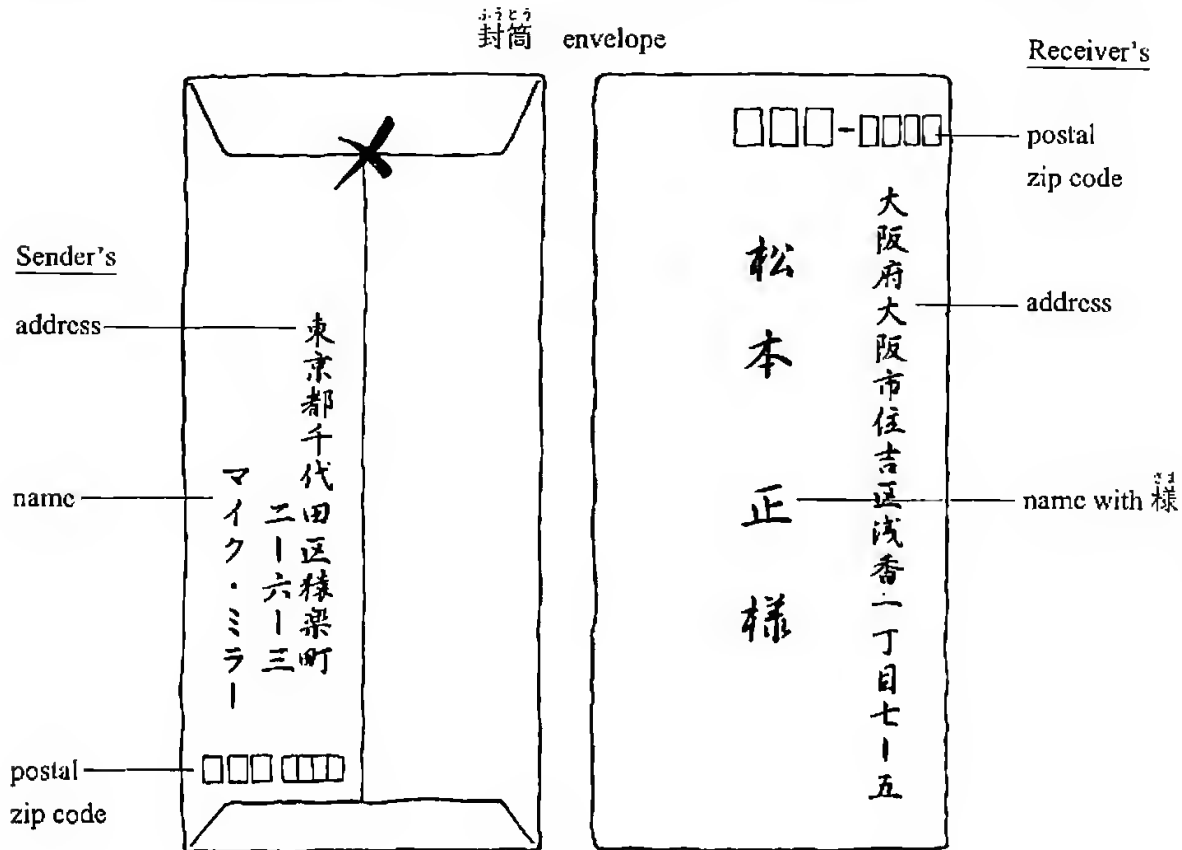 ふうとう
封筒 envelope
Sender's
address
name
postal
zip code
東京都千代田区猿楽町
二ー六ー三
マイク・ミラー
Receiver's
postal
zip code
address
name with 様
さま
大阪府大阪市住吉区浅香一丁目七ー五
松本正様